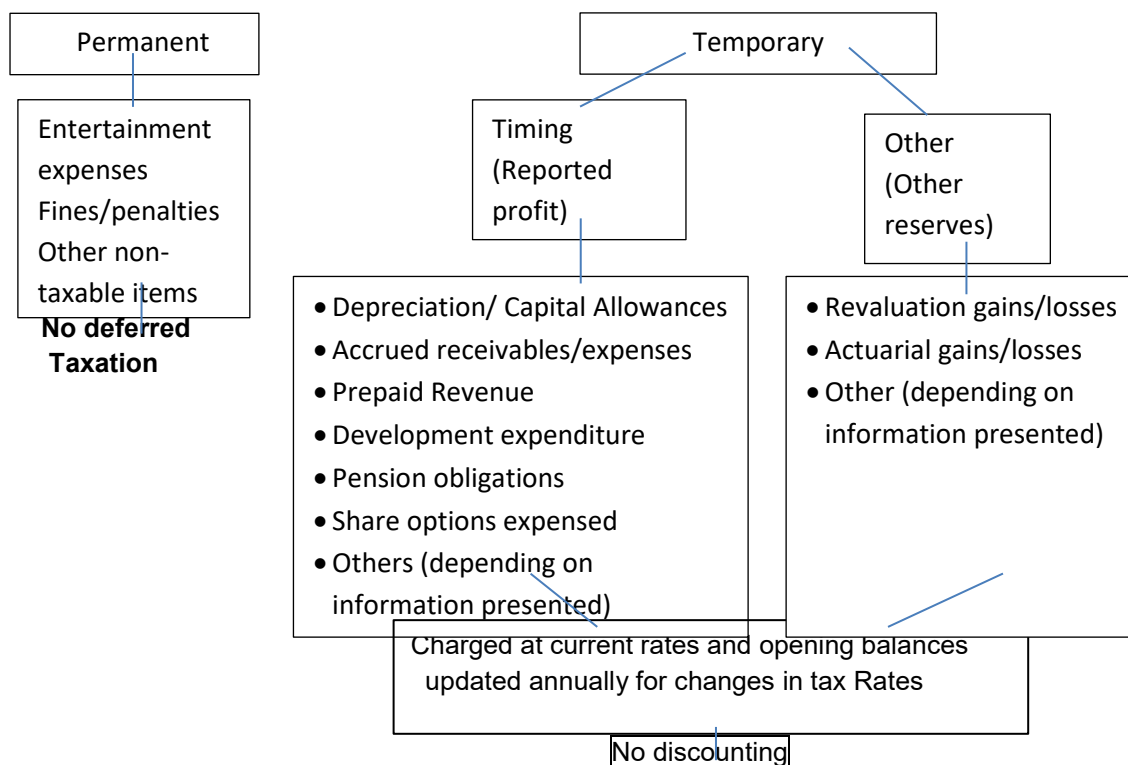 Permanent
Temporary
Entertainment
expenses
Fines/penalties
Other non-
taxable items
No deferred
Taxation
Timing
(Reported
profit)
Other
(Other
reserves)
• Depreciation/ Capital Allowances
• Accrued receivables/expenses
• Prepaid Revenue
• Development expenditure
• Pension obligations
• Share options expensed
• Others (depending on
information presented)
• Revaluation gains/losses
• Actuarial gains/losses
• Other (depending on
information presented)
Charged at current rates and opening balances
updated annually for changes in tax Rates
No discounting